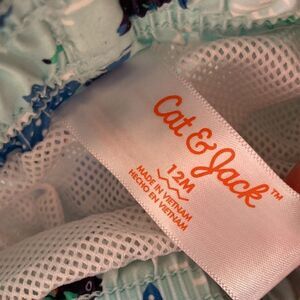 Cat & Jack™
12M
MADE IN VIETNAM
HECHO EN VIETNAM